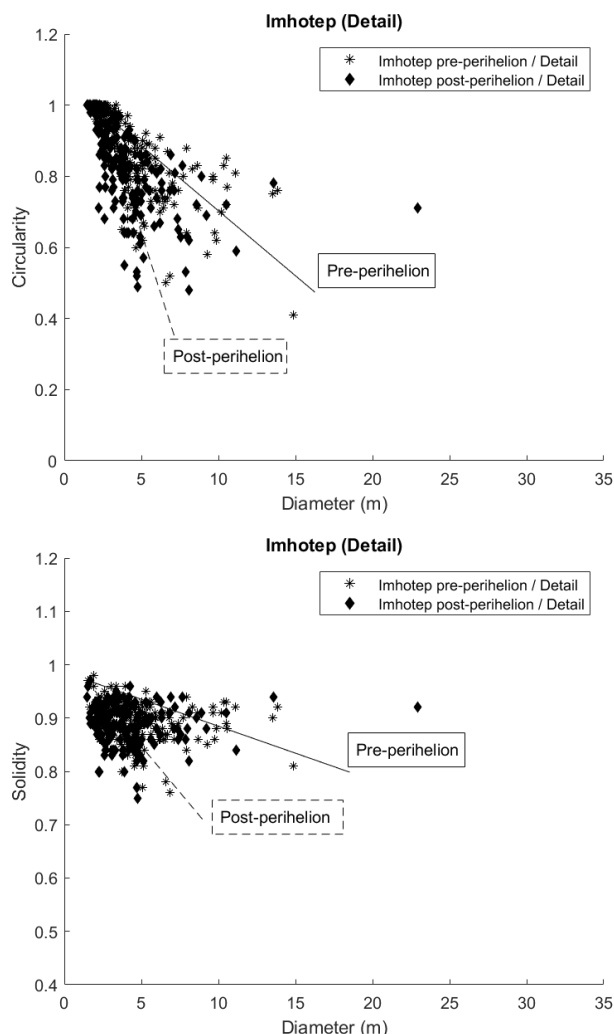 Imhotep (Detail)
1.2
Imhotep pre-perihelion / Detail
Imhotep post-perihelion / Detail
1
0.8
Circularity
0.6
Pre-perihelion
0.4
Post-perihelion
0.2
0
0 5 10 15 20 25 30 35
Diameter (m)
Imhotep (Detail)
1.2
Imhotep pre-perihelion / Detail
Imhotep post-perihelion / Detail
1.1
1
0.9
Solidity
0.8
Pre-perihelion
Post-perihelion
0.7
0.6
0.5
0.4
0 5 10 15 20 25 30 35
Diameter (m)